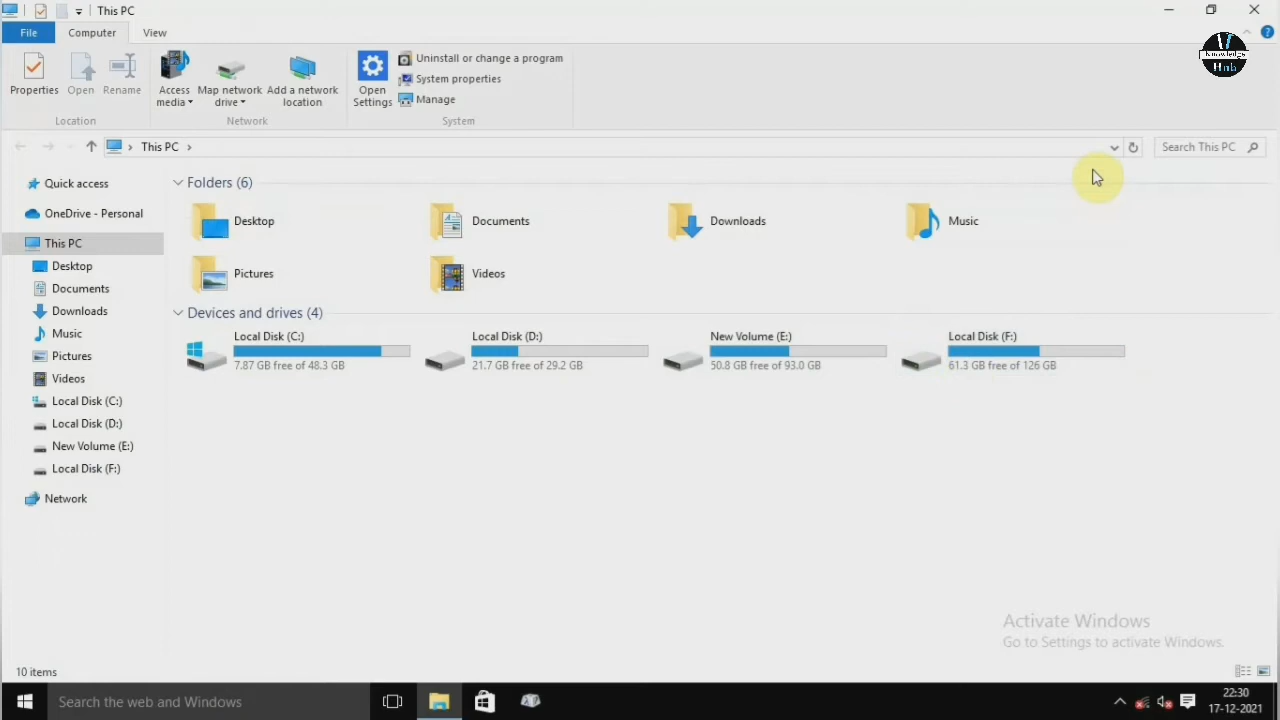 This PC
File
Computer
View
Properties
Open
Rename
Access media
Map network drive
Add a network location
Open Settings
Uninstall or change a program
System properties
Manage
Location
Network
System
Knowledge
Hub
This PC
Search This PC
Quick access
OneDrive - Personal
This PC
Desktop
Documents
Downloads
Music
Pictures
Videos
Local Disk (C:)
Local Disk (D:)
New Volume (E:)
Local Disk (F:)
Network
Folders (6)
Desktop
Documents
Downloads
Music
Pictures
Videos
Devices and drives (4)
Local Disk (C:)
7.87 GB free of 48.3 GB
Local Disk (D:)
21.7 GB free of 29.2 GB
New Volume (E:)
50.8 GB free of 93.0 GB
Local Disk (F:)
61.3 GB free of 126 GB
Activate Windows
Go to Settings to activate Windows.
10 items
Search the web and Windows
22:30
17-12-2021